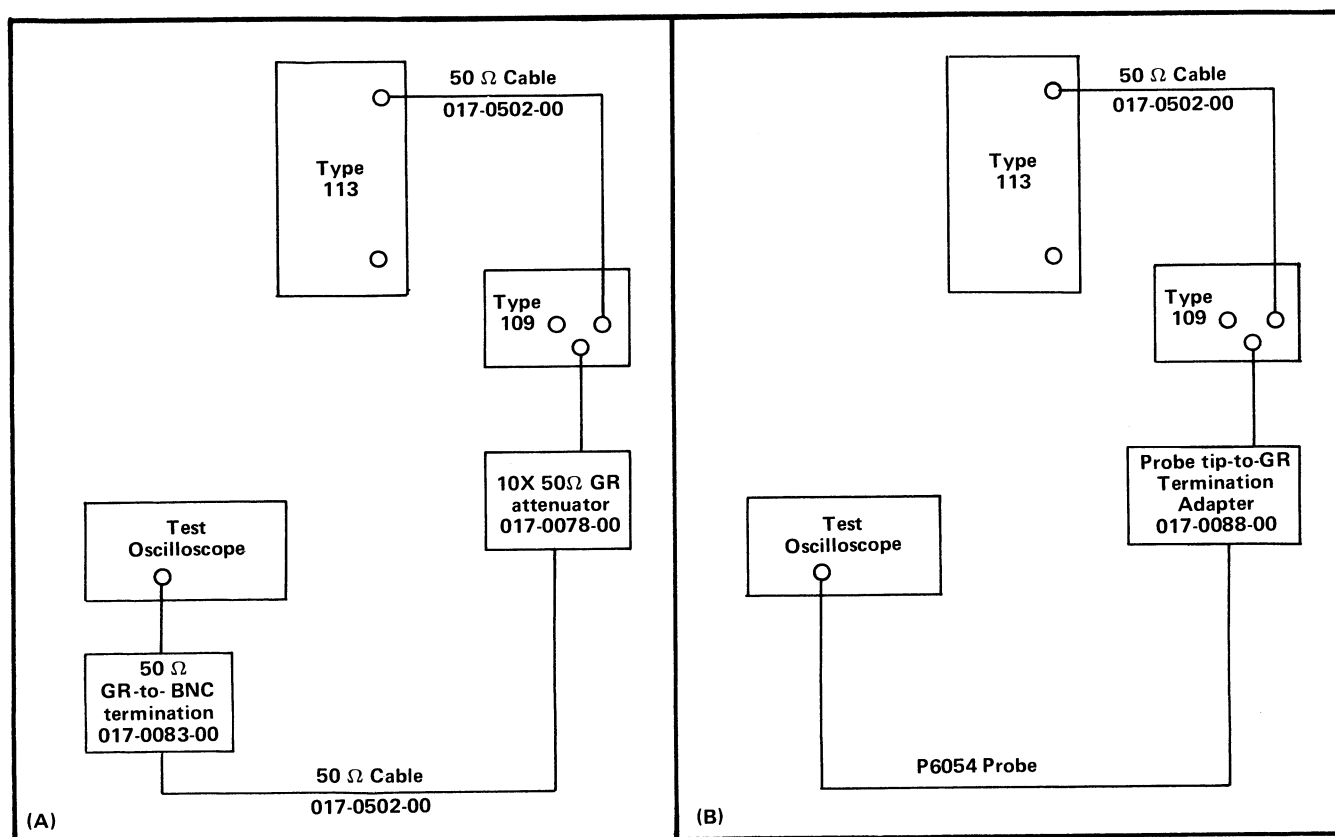 50 Ω Cable
017-0502-00
Type
113
Type
109
10X 50Ω GR
attenuator
017-0078-00
Test
Oscilloscope
50 Ω
GR-to- BNC
termination
017-0083-00
50 Ω Cable
017-0502-00
(A)
50 Ω Cable
017-0502-00
Type
113
Type
109
Probe tip-to-GR
Termination
Adapter
017-0088-00
Test
Oscilloscope
P6054 Probe
(B)